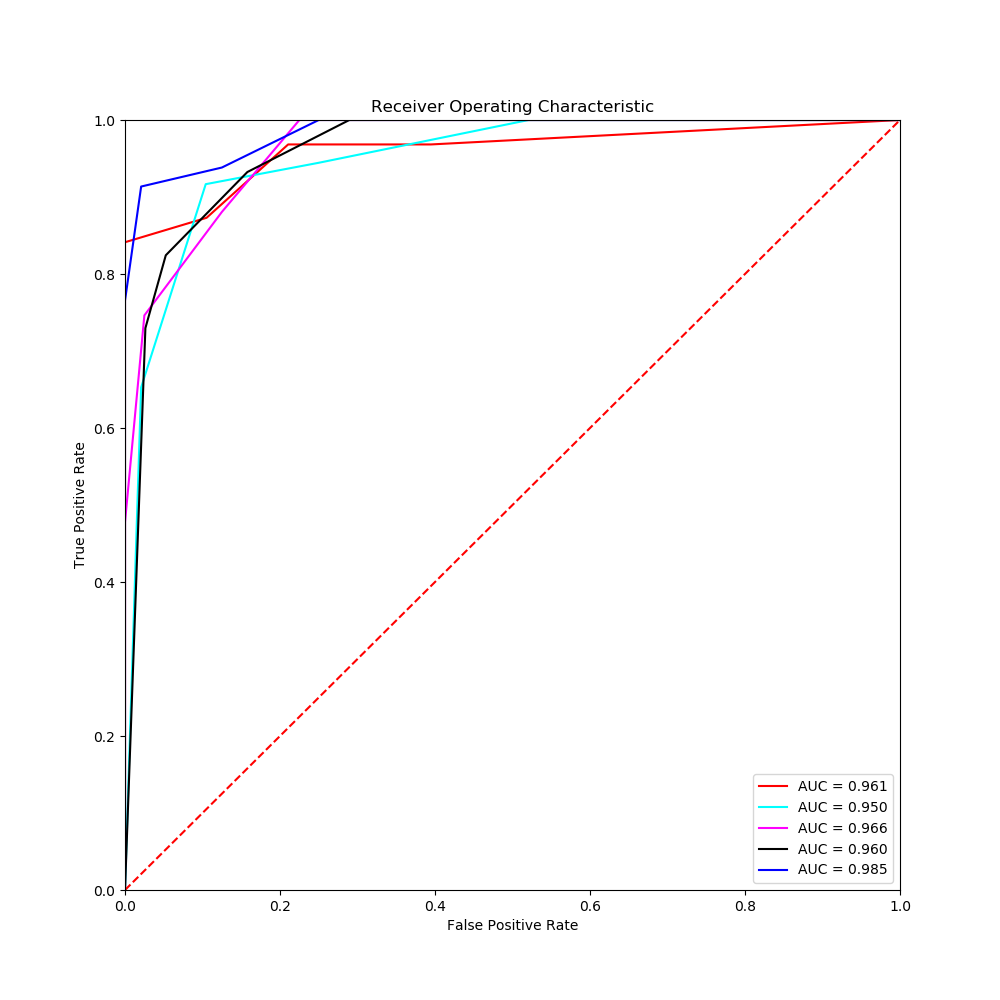 Receiver Operating Characteristic
True Positive Rate
1.0
0.8
0.6
0.4
0.2
0.0
0.0 0.2 0.4 0.6 0.8 1.0
False Positive Rate
AUC = 0.961
AUC = 0.950
AUC = 0.966
AUC = 0.960
AUC = 0.985